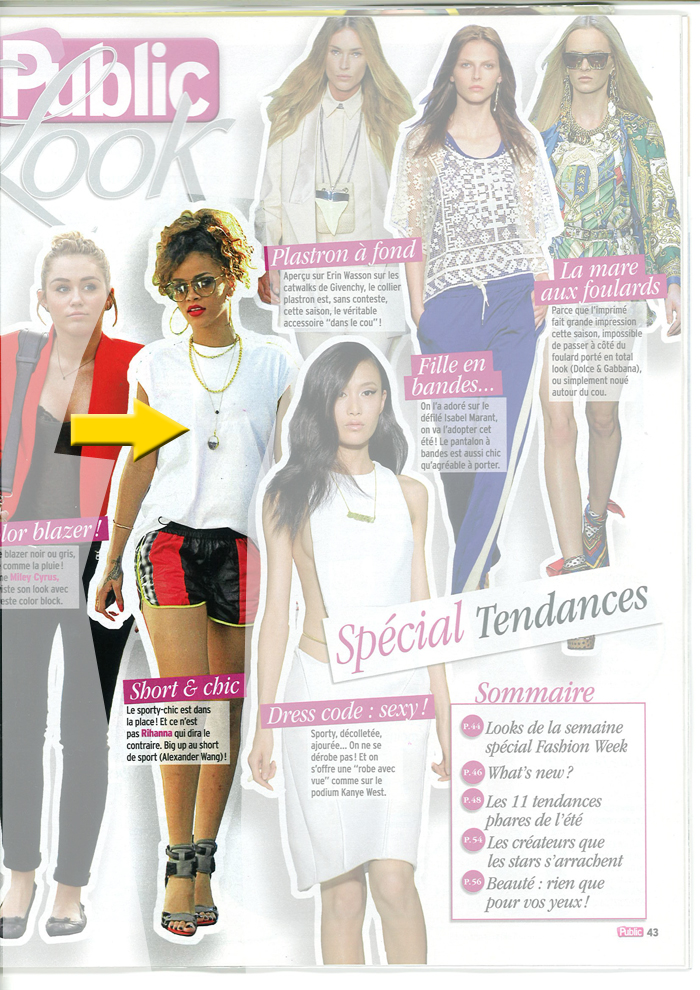 Public
Look
Plastron à fond
Aperçu sur Erin Wasson sur les
catwalks de Givenchy, le collier
plastron est, sans conteste,
cette saison, le véritable
accessoire "dans le cou" !
La mare
aux foulards
Parce que l'imprimé
fait grande impression
cette saison, impossible
de passer à côté du
foulard porté en total
look (Dolce & Gabbana),
ou simplement noué
autour du cou.
Fille en
bandes...
On l'a adoré sur le
défilé Isabel Marant,
on va l'adopter cet
été ! Le pantalon à
bandes est aussi chic
qu'agréable à porter.
lor blazer !
blazer noir ou gris,
comme la pluie !
Miley Cyrus,
son look avec
color block.
Short & chic
Le sporty-chic est dans
la place ! Et ce n'est
pas Rihanna qui dire le
contraire. Big up au short
de sport (Alexander Wang) !
Dress code : sexy !
Sporty, décolletée,
ajourée... On ne se
dérobe pas ! Et on
s'offre une "robe avec
vue" comme sur le
podium Kanye West.
Spécial Tendances
Sommaire
P.44 Looks de la semaine
spécial Fashion Week
P.46 What's new ?
P.48 Les 11 tendances
phares de l'été
P.54 Les créateurs que
les stars s'arrachent
P.56 Beauté : rien que
pour vos yeux !
Public 43